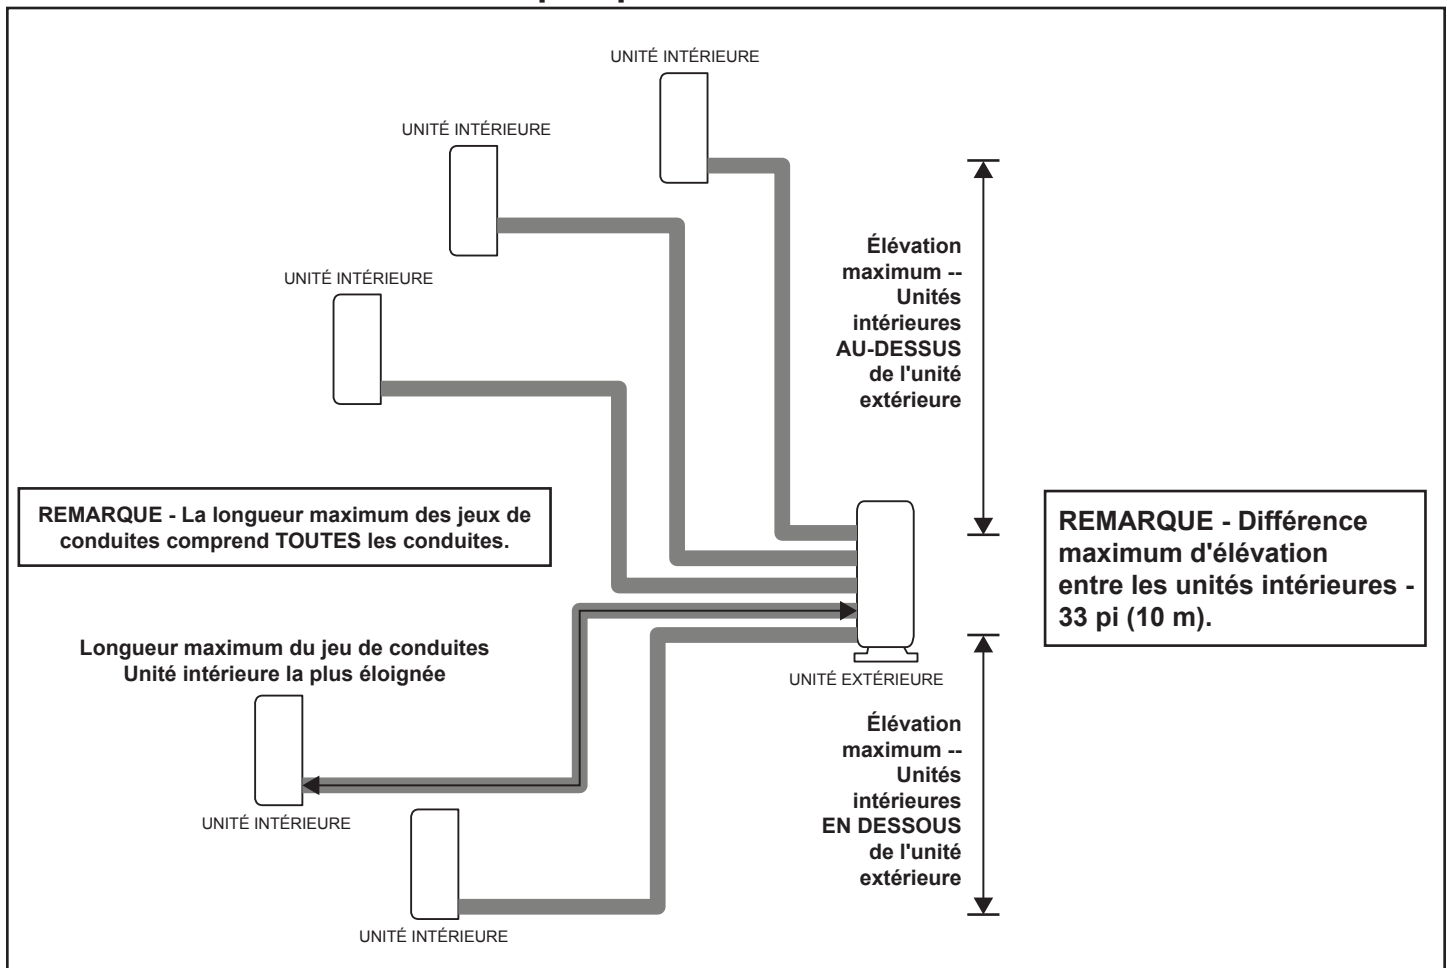 UNITÉ INTÉRIEURE
UNITÉ INTÉRIEURE
UNITÉ INTÉRIEURE
Élévation
maximum --
Unités
intérieures
AU-DESSUS
de l'unité
extérieure
REMARQUE - La longueur maximum des jeux de
conduites comprend TOUTES les conduites.
REMARQUE - Différence
maximum d'élévation
entre les unités intérieures -
33 pi (10 m).
Longueur maximum du jeu de conduites
Unité intérieure la plus éloignée
UNITÉ EXTÉRIEURE
Élévation
maximum --
Unités
intérieures
EN DESSOUS
de l'unité
extérieure
UNITÉ INTÉRIEURE
UNITÉ INTÉRIEURE